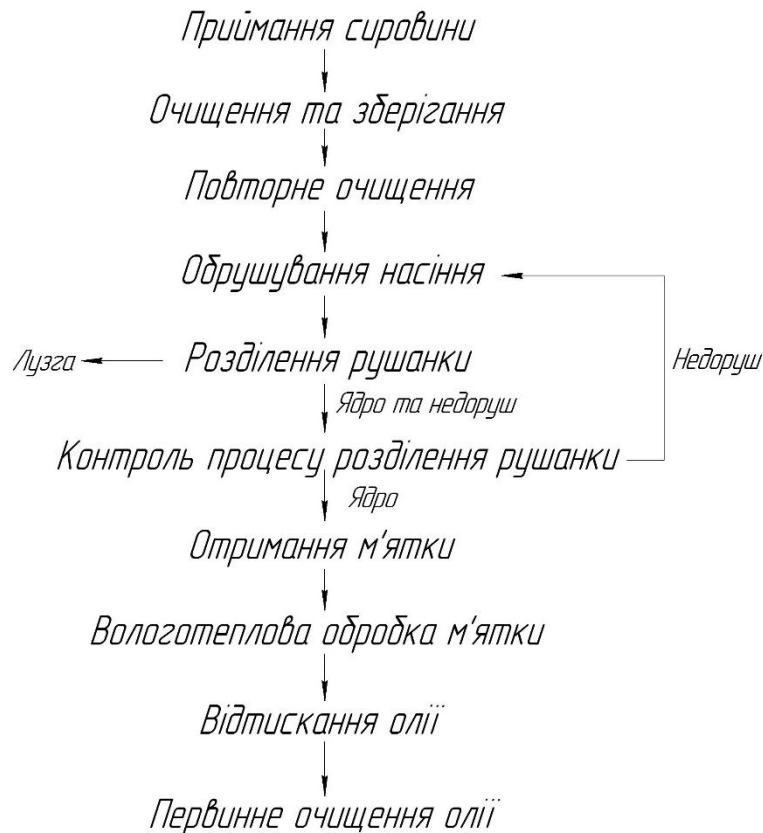 Приймання сировини
Очищення та зберігання
Повторне очищення
Обрушування насіння
Лузга
Розділення рушанки
Недоруш
Ядро та недоруш
Контроль процесу розділення рушанки
Ядро
Отримання м'ятки
Вологотеплова обробка м'ятки
Відтискання олії
Первинне очищення олії